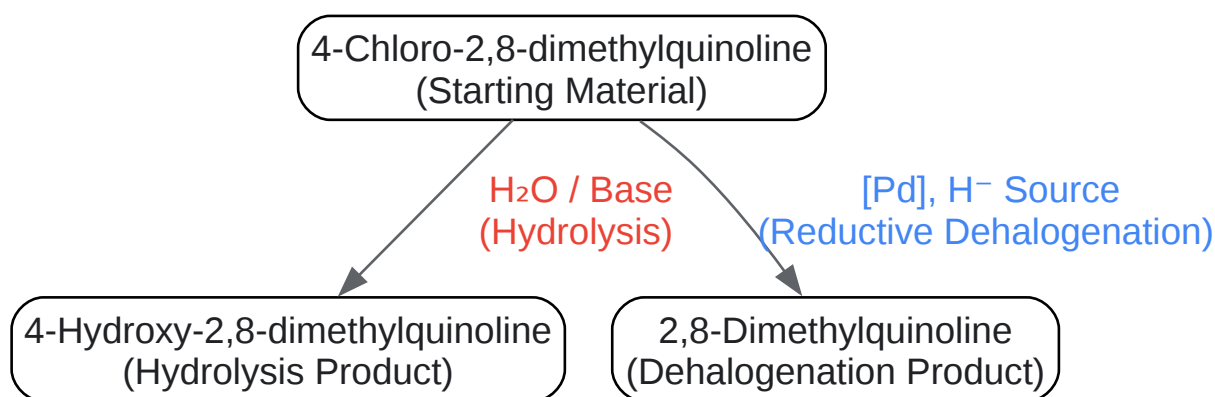 4-Chloro-2,8-dimethylquinoline
(Starting Material)
H₂O / Base
(Hydrolysis)
[Pd], H⁻ Source
(Reductive Dehalogenation)
4-Hydroxy-2,8-dimethylquinoline
(Hydrolysis Product)
2,8-Dimethylquinoline
(Dehalogenation Product)